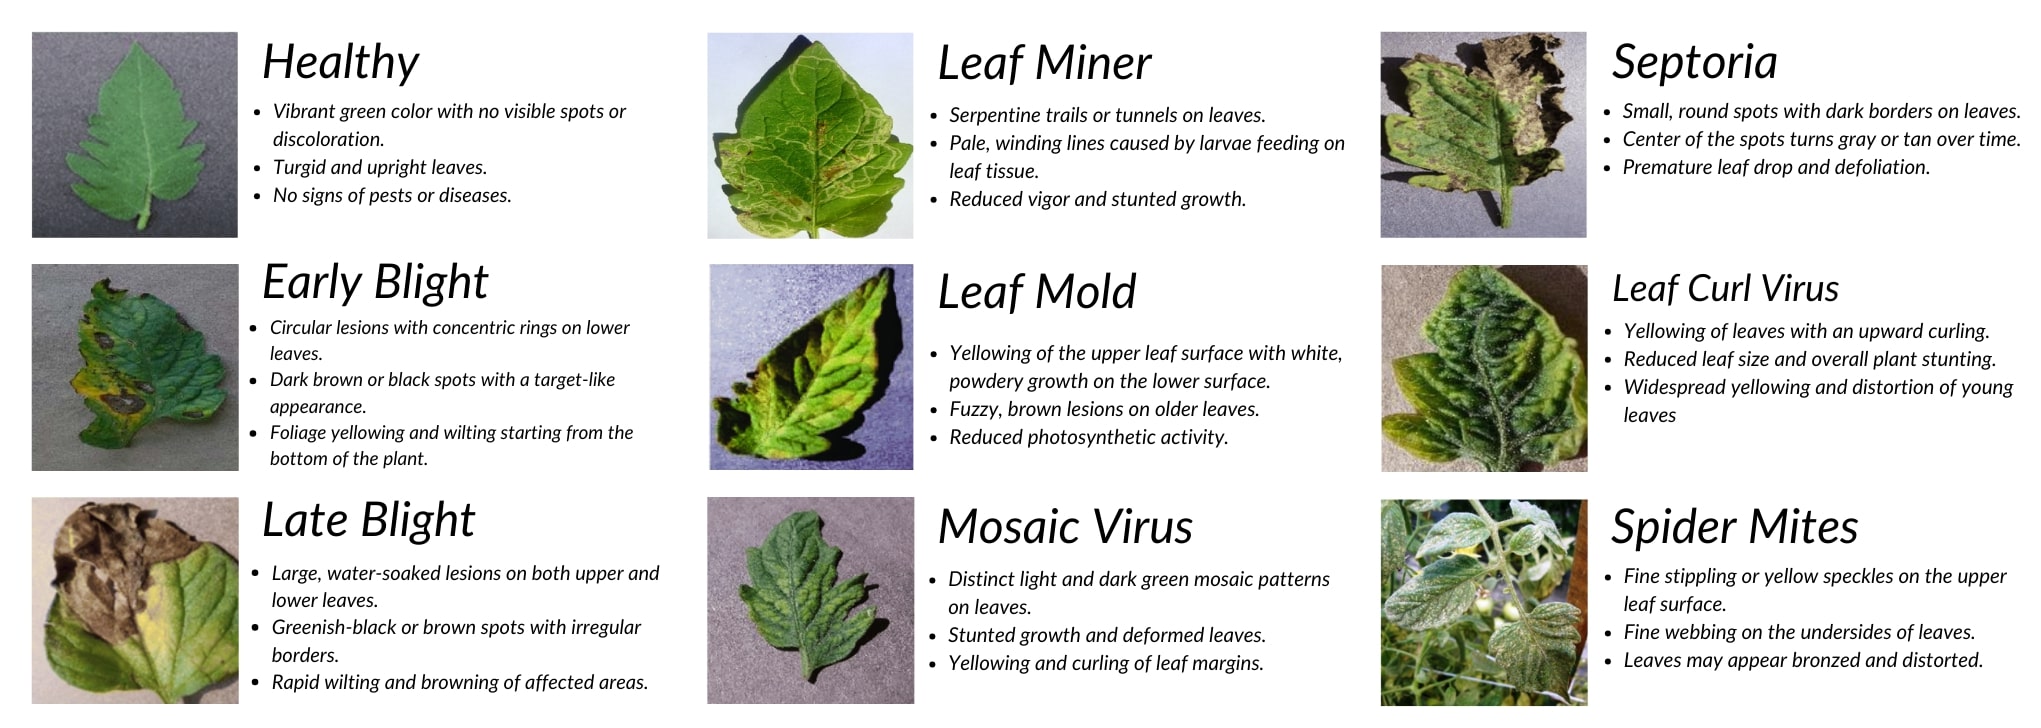 Healthy
• Vibrant green color with no visible spots or
discoloration.
• Turgid and upright leaves.
• No signs of pests or diseases.
Early Blight
• Circular lesions with concentric rings on lower
leaves.
• Dark brown or black spots with a target-like
appearance.
• Foliage yellowing and wilting starting from the
bottom of the plant.
Late Blight
• Large, water-soaked lesions on both upper and
lower leaves.
• Greenish-black or brown spots with irregular
borders.
• Rapid wilting and browning of affected areas.
Leaf Miner
• Serpentine trails or tunnels on leaves.
• Pale, winding lines caused by larvae feeding on
leaf tissue.
• Reduced vigor and stunted growth.
Leaf Mold
• Yellowing of the upper leaf surface with white,
powdery growth on the lower surface.
• Fuzzy, brown lesions on older leaves.
• Reduced photosynthetic activity.
Mosaic Virus
• Distinct light and dark green mosaic patterns
on leaves.
• Stunted growth and deformed leaves.
• Yellowing and curling of leaf margins.
Septoria
• Small, round spots with dark borders on leaves.
• Center of the spots turns gray or tan over time.
• Premature leaf drop and defoliation.
Leaf Curl Virus
• Yellowing of leaves with an upward curling.
• Reduced leaf size and overall plant stunting.
• Widespread yellowing and distortion of young
leaves
Spider Mites
• Fine stippling or yellow speckles on the upper
leaf surface.
• Fine webbing on the undersides of leaves.
• Leaves may appear bronzed and distorted.